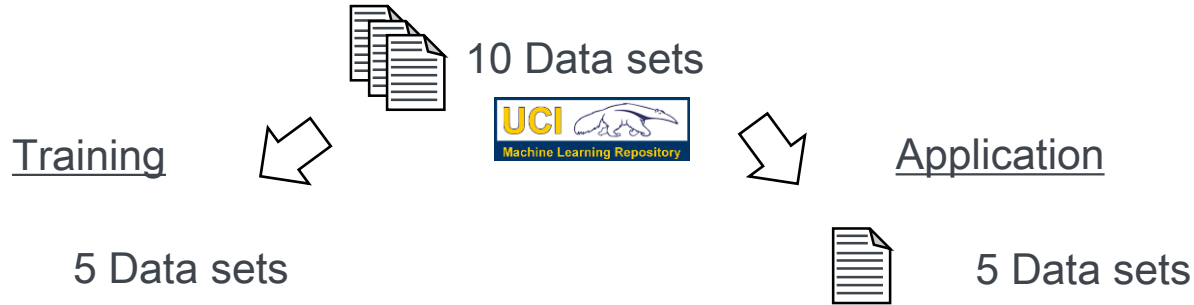 10 Data sets
UCI
Machine Learning Repository
Training
Application
5 Data sets
5 Data sets